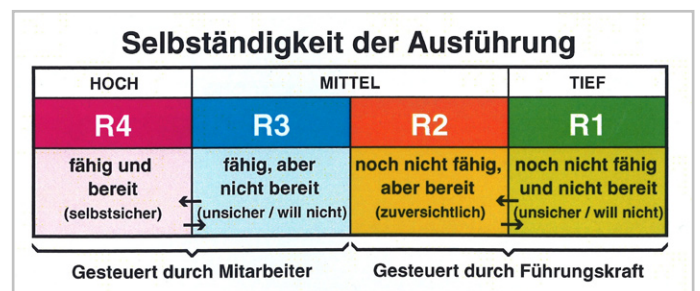 Selbständigkeit der Ausführung
HOCH MITTEL TIEF
R4 R3 R2 R1
fähig und bereit (selbstsicher)
fähig, aber nicht bereit (unsicher / will nicht)
noch nicht fähig, aber bereit (zuversichtlich)
noch nicht fähig und nicht bereit (unsicher / will nicht)
Gesteuert durch Mitarbeiter Gesteuert durch Führungskraft